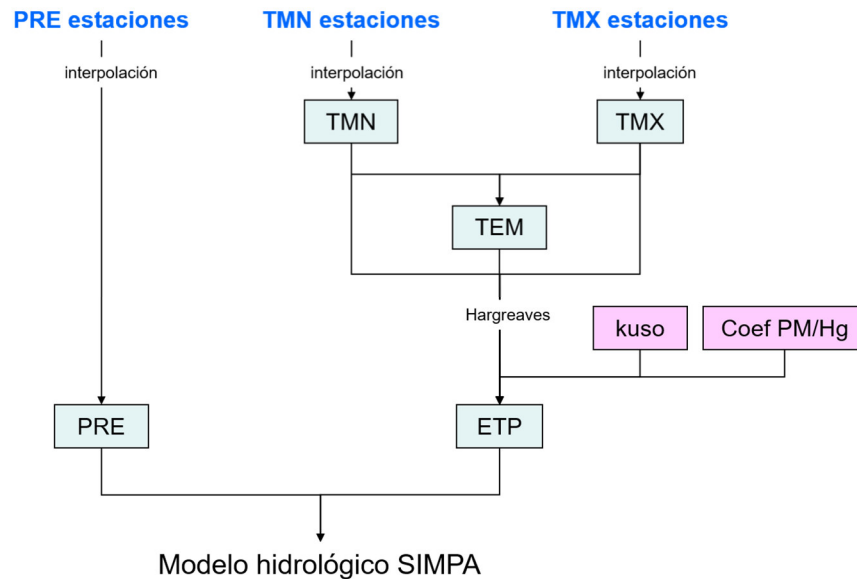 PRE estaciones
TMN estaciones
TMX estaciones
interpolación
interpolación
interpolación
TMN
TMX
TEM
Hargreaves
kuso
Coef PM/Hg
PRE
ETP
Modelo hidrológico SIMPA